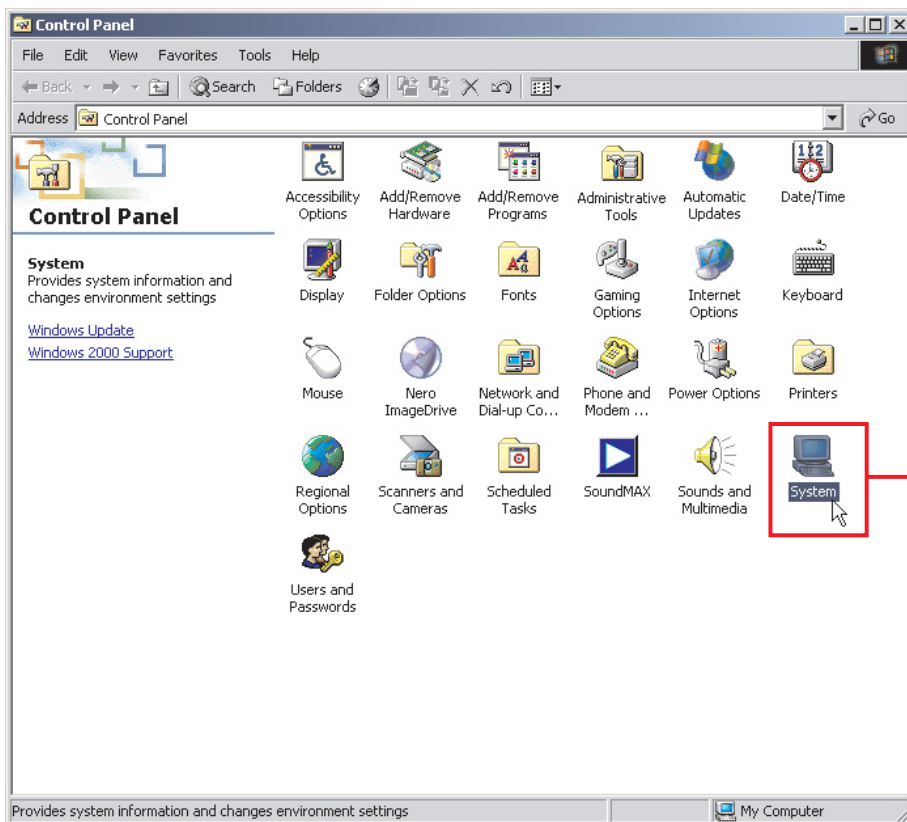 Control Panel
File Edit View Favorites Tools Help
Back Search Folders
Address Control Panel Go
Control Panel
System
Provides system information and
changes environment settings
Windows Update
Windows 2000 Support
Accessibility
Options
Add/Remove
Hardware
Add/Remove
Programs
Administrative
Tools
Automatic
Updates
12
Date/Time
Display
Folder Options
Aa
Fonts
Gaming
Options
Internet
Options
Keyboard
Mouse
Nero
ImageDrive
Network and
Dial-up Co...
Phone and
Modem ...
Power Options
Printers
Regional
Options
Scanners and
Cameras
Scheduled
Tasks
SoundMAX
Sounds and
Multimedia
System
Users and
Passwords
Provides system information and changes environment settings
My Computer